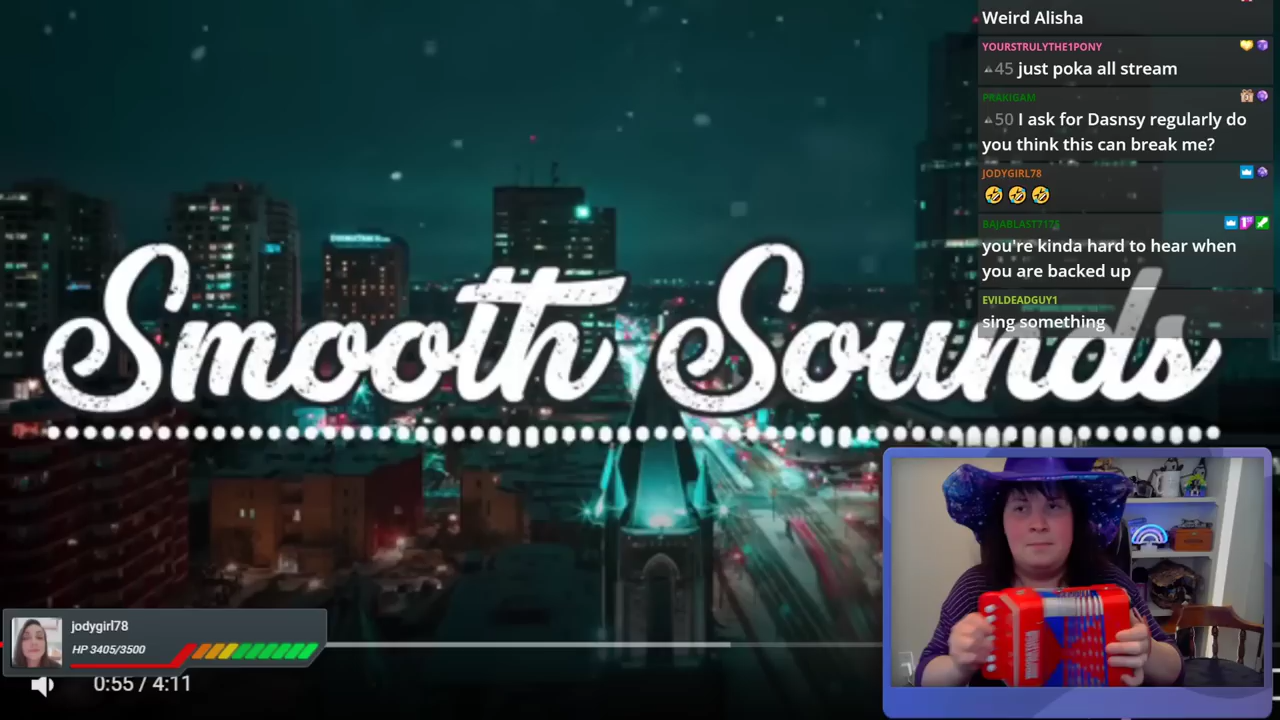 Weird Alisha
YOURSTRULYTHE1PONY
45 just poka all stream
PRAKIGAM
50 I ask for Dasnsy regularly do
you think this can break me?
JODYGIRL78
BAJABLAST7175
you're kinda hard to hear when
you are backed up
EVILDEADGUY1
sing something
Smooth Sounds
jodygirl78
HP 3405/3500
0:55 / 4:11